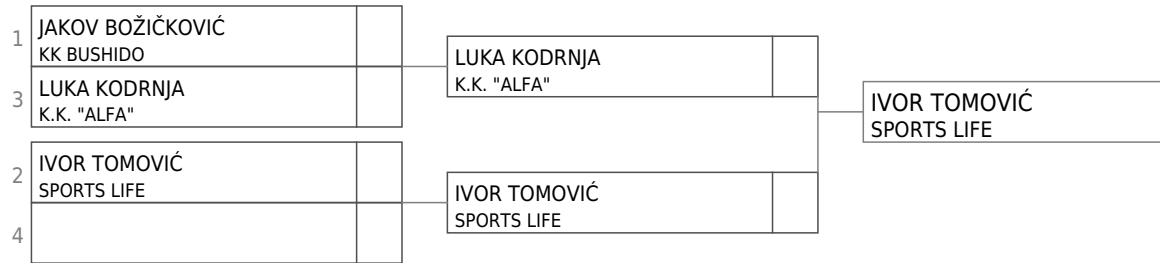 1
JAKOV BOŽIČKOVIĆ
KK BUSHIDO
3
LUKA KODRNJA
K.K. "ALFA"
2
IVOR TOMOVIĆ
SPORTS LIFE
4
LUKA KODRNJA
K.K. "ALFA"
IVOR TOMOVIĆ
SPORTS LIFE
IVOR TOMOVIĆ
SPORTS LIFE